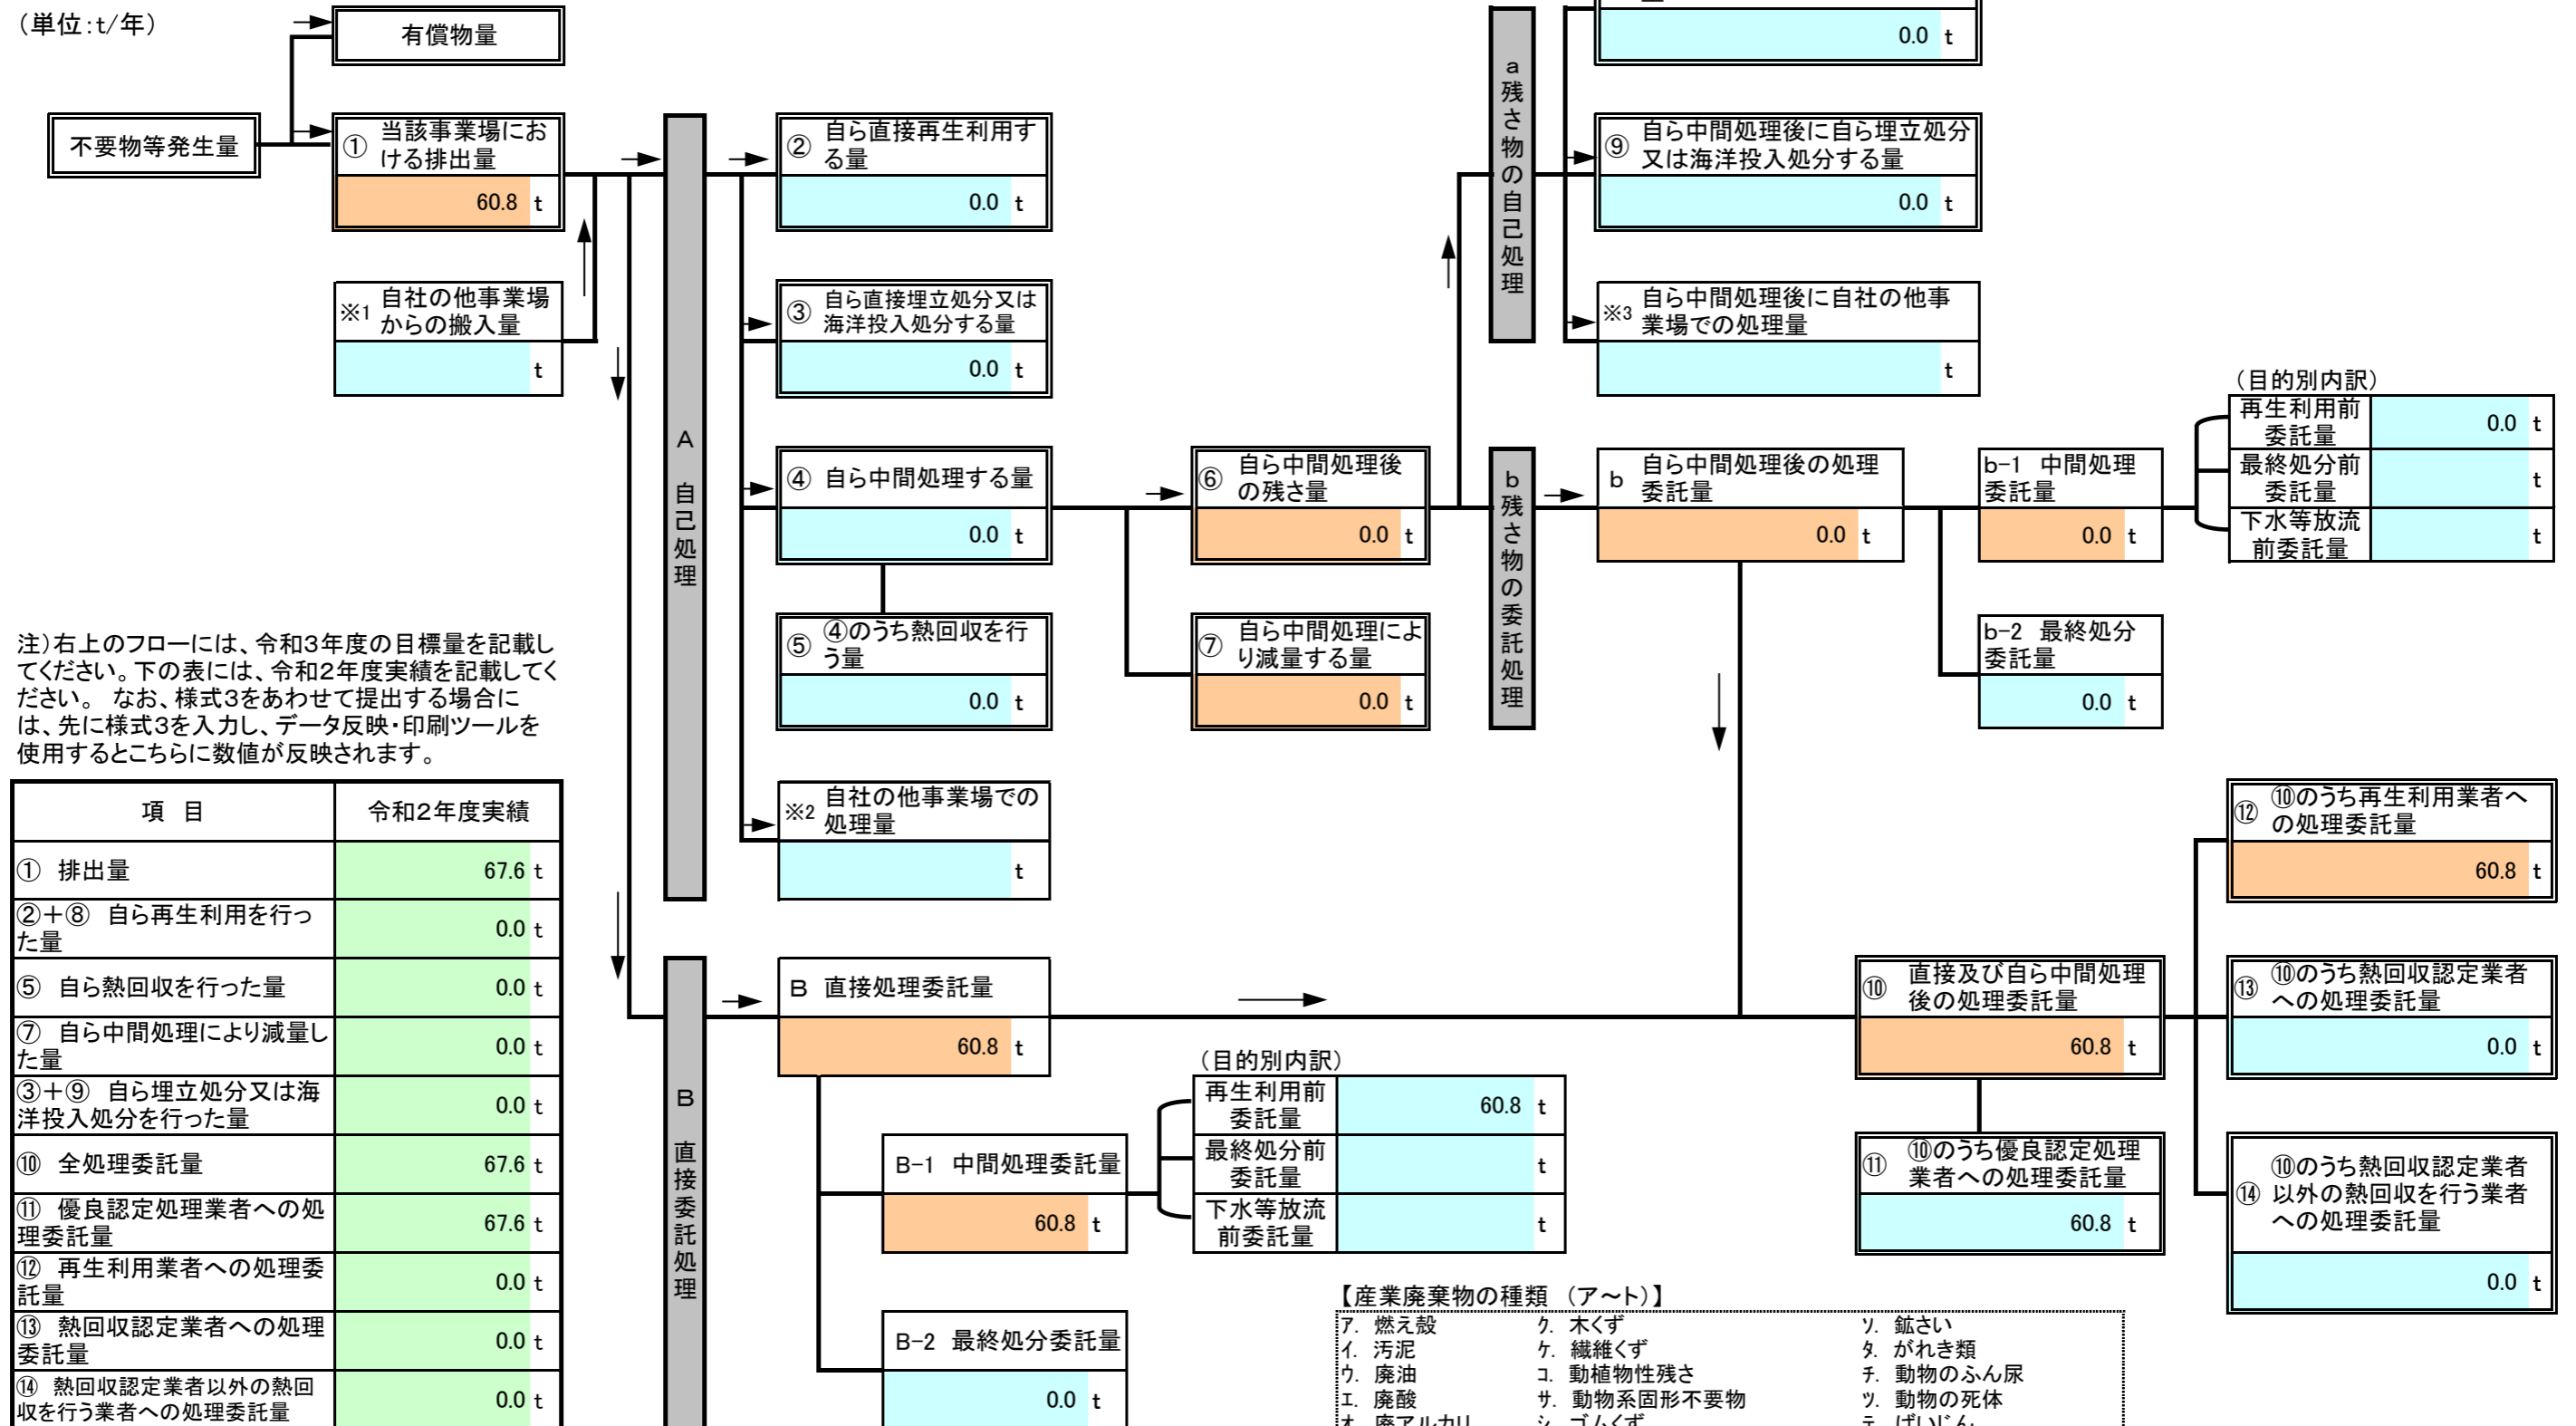 （単位：t/年）
有償物量
不要物等発生量
① 当該事業場にお
ける排出量
60.8 t
※1 自社の他事業場
からの搬入量
t
A 自己処理
② 自ら直接再生利用す
る量
0.0 t
③ 自ら直接埋立処分又は
海洋投入処分する量
0.0 t
④ 自ら中間処理する量
0.0 t
⑤ ④のうち熱回収を行
う量
0.0 t
※2 自社の他事業場での
処理量
t
⑥ 自ら中間処理後
の残さ量
0.0 t
⑦ 自ら中間処理によ
り減量する量
0.0 t
a 残さ物の自己処理
0.0 t
⑨ 自ら中間処理後に自ら埋立処分
又は海洋投入処分する量
0.0 t
※3 自ら中間処理後に自社の他事
業場での処理量
t
b 残さ物の委託処理
b 自ら中間処理後の処理
委託量
0.0 t
b-1 中間処理
委託量
0.0 t
（目的別内訳）
再生利用前
委託量
0.0 t
最終処分前
委託量
t
下水等放流
前委託量
t
b-2 最終処分
委託量
0.0 t
注）右上のフローには、令和3年度の目標量を記載し
てください。下の表には、令和2年度実績を記載してく
ださい。 なお、様式3をあわせて提出する場合に
は、先に様式3を入力し、データ反映・印刷ツールを
使用するとこちらに数値が反映されます。
項 目 令和2年度実績
① 排出量 67.6 t
②＋⑧ 自ら再生利用を行っ
た量 0.0 t
⑤ 自ら熱回収を行った量 0.0 t
⑦ 自ら中間処理により減量し
た量 0.0 t
③＋⑨ 自ら埋立処分又は海
洋投入処分を行った量 0.0 t
⑩ 全処理委託量 67.6 t
⑪ 優良認定処理業者への処
理委託量 67.6 t
⑫ 再生利用業者への処理委
託量 0.0 t
⑬ 熱回収認定業者への処理
委託量 0.0 t
⑭ 熱回収認定業者以外の熱回
収を行う業者への処理委託量 0.0 t
B 直接委託処理
B 直接処理委託量
60.8 t
B-1 中間処理委託量
60.8 t
（目的別内訳）
再生利用前
委託量
60.8 t
最終処分前
委託量
t
下水等放流
前委託量
t
B-2 最終処分委託量
0.0 t
⑩ 直接及び自ら中間処理
後の処理委託量
60.8 t
⑪ ⑩のうち優良認定処理
業者への処理委託量
60.8 t
⑫ ⑩のうち再生利用業者へ
の処理委託量
60.8 t
⑬ ⑩のうち熱回収認定業者
への処理委託量
0.0 t
⑭ ⑩のうち熱回収認定業者
以外の熱回収を行う業者
への処理委託量
0.0 t
【産業廃棄物の種類 （ア～ト）】
ア. 燃え殻 ク. 木くず ソ. 鉱さい
イ. 汚泥 ケ. 繊維くず タ. がれき類
ウ. 廃油 コ. 動植物性残さ チ. 動物のふん尿
エ. 廃酸 サ. 動物系固形不要物 ツ. 動物の死体
オ. 廃アルカリ シ. ゴムくず テ. ばいじん